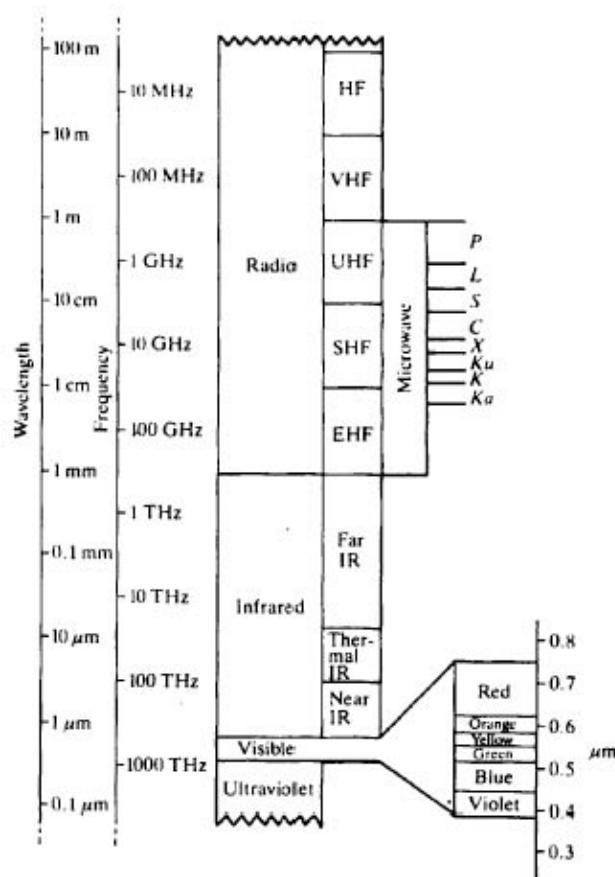 100 m
10 m
1 m
10 cm
1 cm
1 mm
0.1 mm
10 μm
1 μm
0.1 μm
Wavelength
10 MHz
100 MHz
1 GHz
10 GHz
100 GHz
1 THz
10 THz
100 THz
1000 THz
Frequency
Radio
Infrared
Visible
Ultraviolet
HF
VHF
UHF
SHF
EHF
Far
IR
Ther-
mal
IR
Near
IR
Microwave
P
L
S
C
X
Ku
K
Ka
Red
Orange
Yellow
Green
Blue
Violet
0.8
0.7
0.6
0.5
0.4
0.3
μm